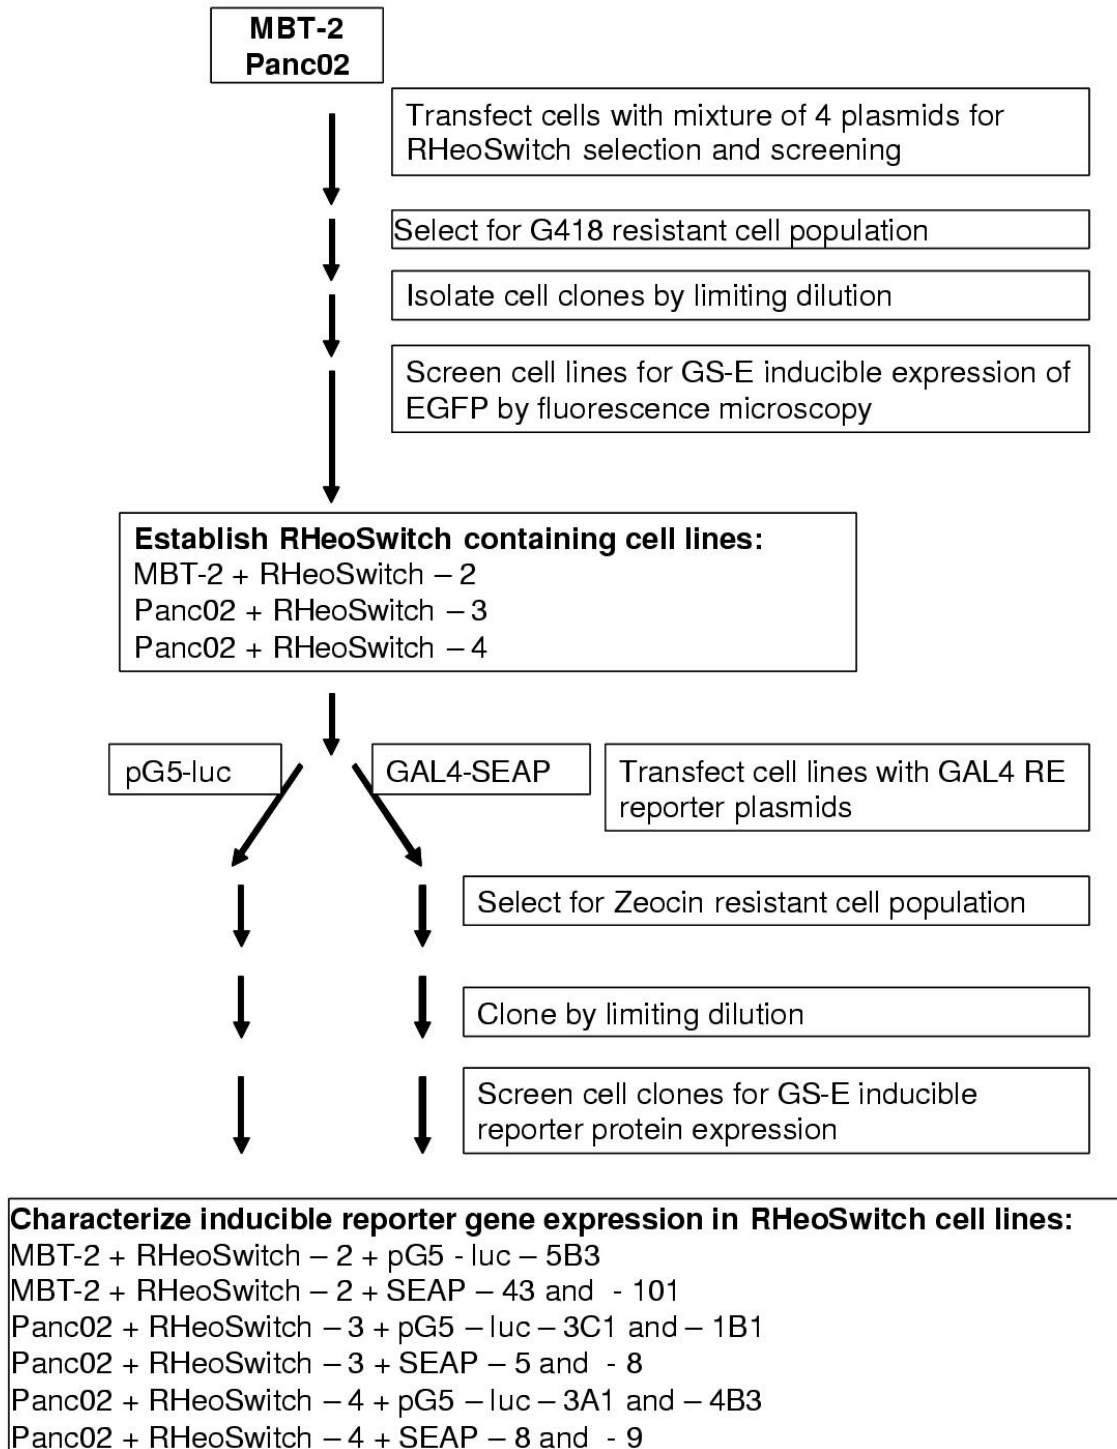 MBT-2
Panc02
Transfect cells with mixture of 4 plasmids for
RHeoSwitch selection and screening
Select for G418 resistant cell population
Isolate cell clones by limiting dilution
Screen cell lines for GS-E inducible expression of
EGFP by fluorescence microscopy
Establish RHeoSwitch containing cell lines:
MBT-2 + RHeoSwitch – 2
Panc02 + RHeoSwitch – 3
Panc02 + RHeoSwitch – 4
pG5-luc
GAL4-SEAP
Transfect cell lines with GAL4 RE
reporter plasmids
Select for Zeocin resistant cell population
Clone by limiting dilution
Screen cell clones for GS-E inducible
reporter protein expression
Characterize inducible reporter gene expression in RHeoSwitch cell lines:
MBT-2 + RHeoSwitch – 2 + pG5 - luc – 5B3
MBT-2 + RHeoSwitch – 2 + SEAP – 43 and - 101
Panc02 + RHeoSwitch – 3 + pG5 – luc – 3C1 and – 1B1
Panc02 + RHeoSwitch – 3 + SEAP – 5 and - 8
Panc02 + RHeoSwitch – 4 + pG5 – luc – 3A1 and – 4B3
Panc02 + RHeoSwitch – 4 + SEAP – 8 and - 9